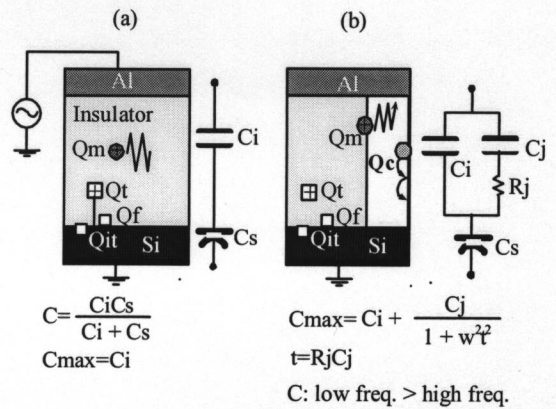 (a)
Al
Insulator
Qm
Qt
Qf
Qit
Si
Ci
Cs
C= CiCs
Ci + Cs
Cmax=Ci
(b)
Al
Qm
Qc
Qt
Qf
Qit
Si
Ci
Cj
Rj
Cs
Cmax= Ci + Cj
1 + w²t²
t=RjCj
C: low freq. > high freq.